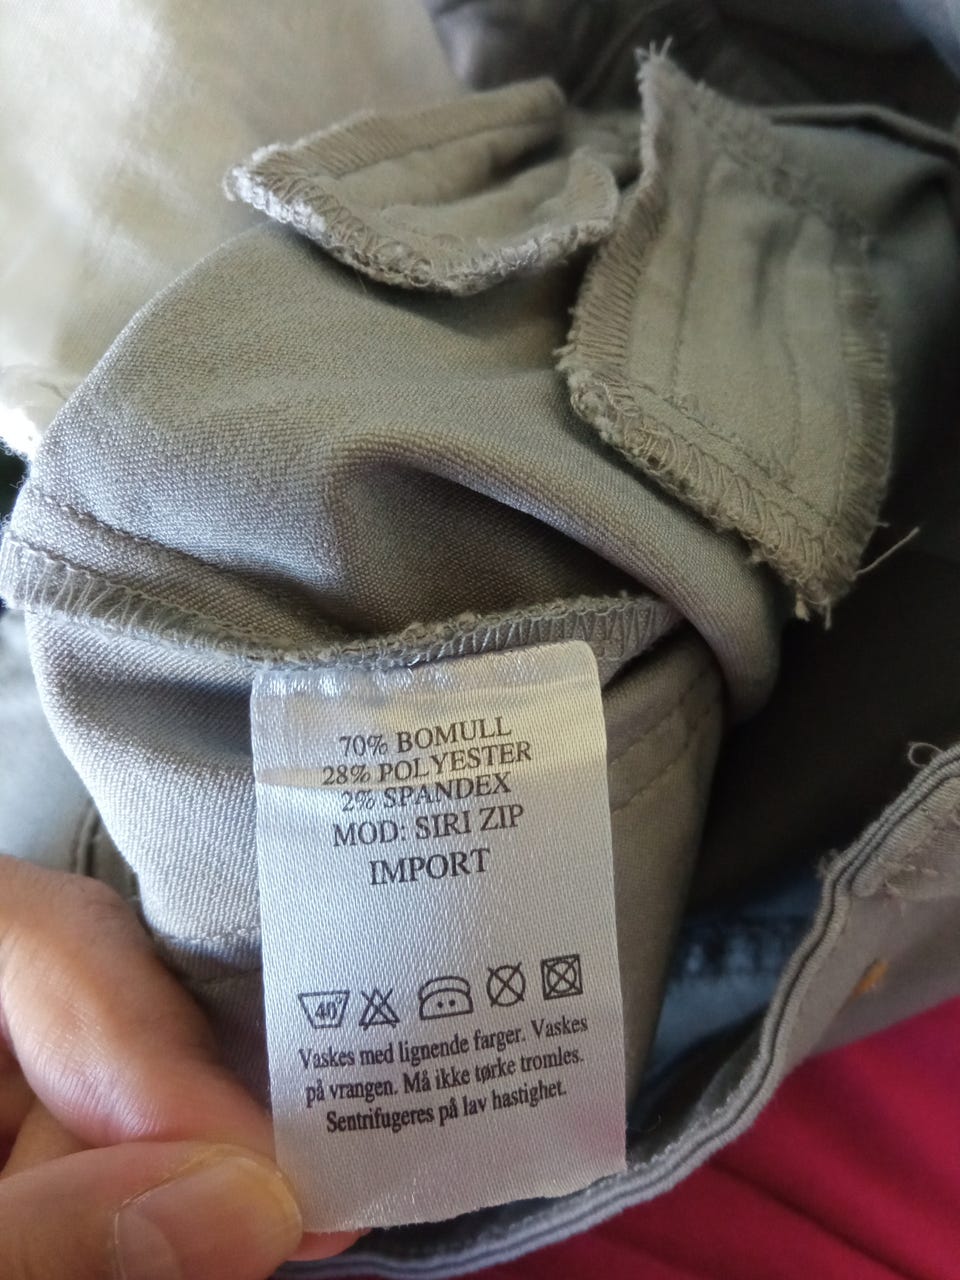 70% BOMULL
28% POLYESTER
2% SPANDEX
MOD: SIRI ZIP
IMPORT
40
Vaskes med lignende farger. Vaskes
på vrangen. Må ikke tørke tromles.
Sentrifugeres på lav hastighet.